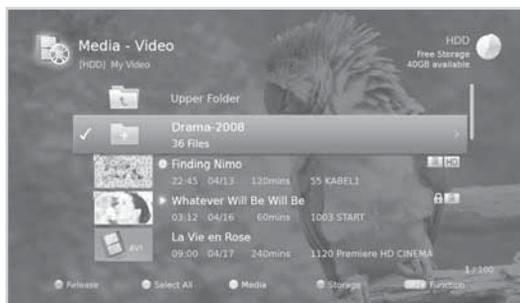 Media - Video
[HDD] My Video
HDD
Free Storage
40GB available
Upper Folder
Drama-2008
36 Files
Finding Nimo
HD
22:45 04/13 120mins 55 KABEL1
Whatever Will Be Will Be
03:12 04/16 60mins 1003 START
La Vie en Rose
AVI
09:00 04/17 240mins 1120 Premiere HD CINEMA
1/100
Release Select All Media Storage Function